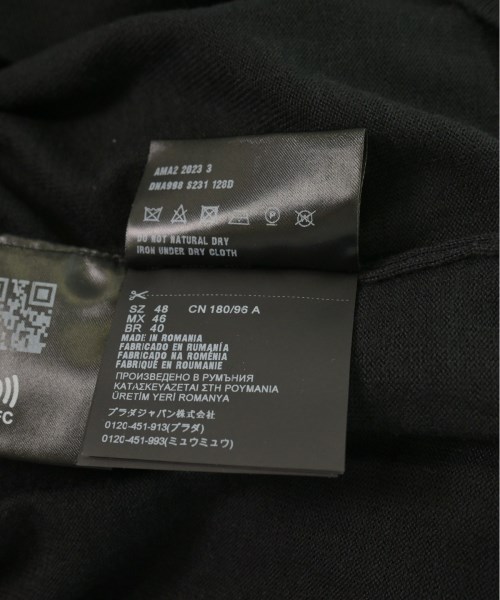 AMA2 2023 3
UNA998 S231 12OD
DO NOT NATURAL DRY
IRON UNDER DRY CLOTH
SZ 48 CN 180/96 A
MX 46
BR 40
MADE IN ROMANIA
FABRICADO EN RUMANÍA
FABRICADO NA ROMÉNIA
FABRIQUÉ EN ROUMANIE
ПРОИЗВЕДЕНО В РУМЪНИЯ
ΚΑΤΑΣΚΕΥΑΖΕΤΑΙ ΣΤΗ ΡΟΥΜΑΝΙΑ
ÜRETİM YERİ ROMANYA
プラダジャパン株式会社
0120-451-913(プラダ)
0120-451-993(ミュウミュウ)
FC